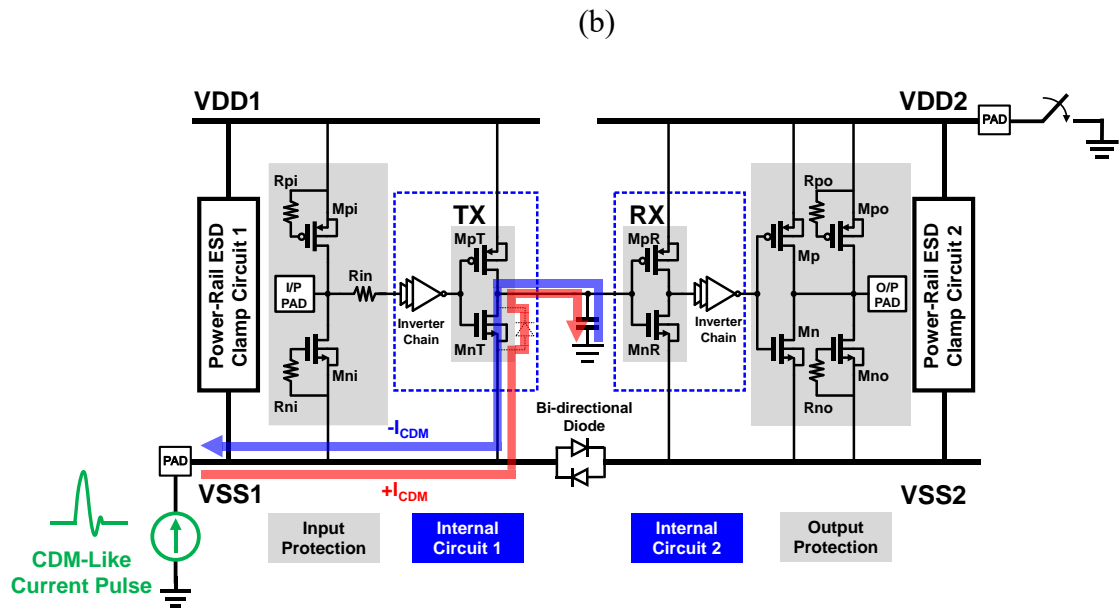 (b)
VDD1
VDD2
PAD
Rpi
Mpi
Power-Rail ESD
Clamp Circuit 1
I/P
PAD
Rin
Mni
Rni
TX
MpT
Inverter
Chain
MnT
RX
MpR
MnR
Inverter
Chain
Rpo
Mpo
Mp
O/P
PAD
Mn
Mno
Rno
Power-Rail ESD
Clamp Circuit 2
Bi-directional
Diode
-ICDM
PAD
VSS1
+ICDM
VSS2
Input
Protection
Internal
Circuit 1
Internal
Circuit 2
Output
Protection
CDM-Like
Current Pulse